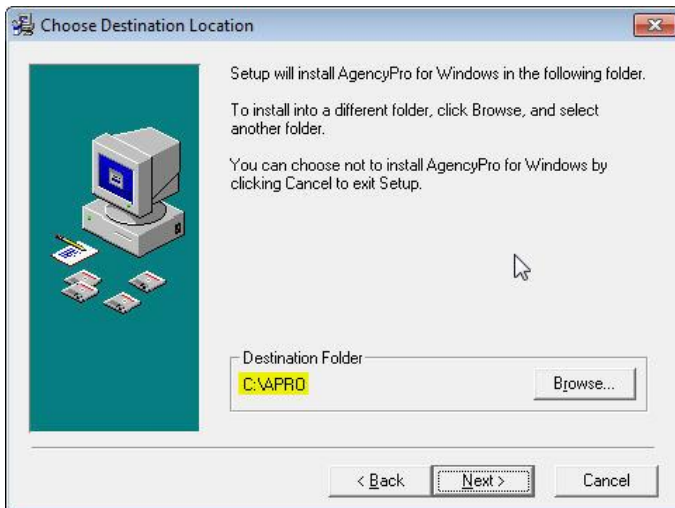 Choose Destination Location
Setup will install AgencyPro for Windows in the following folder.
To install into a different folder, click Browse, and select
another folder.
You can choose not to install AgencyPro for Windows by
clicking Cancel to exit Setup.
Destination Folder
C:\APRO
Browse...
< Back
Next >
Cancel